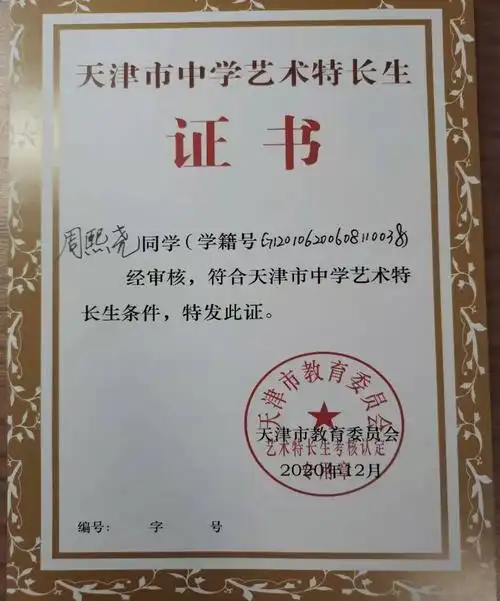 天津市中学艺术特长生
证书
周熙尧同学（学籍号G120106200608110038）
经审核，符合天津市中学艺术特
长生条件，特发此证。
天津市教育委员会
天津市教育委员会
艺术特长生考核认定
2020年12月
专用章
编号： 字 号